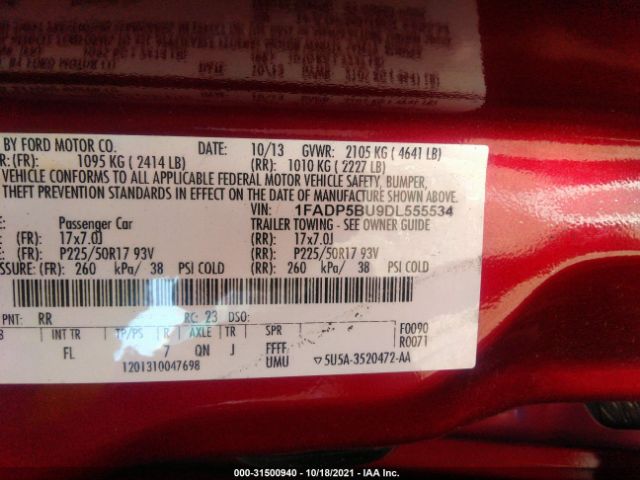 BY FORD MOTOR CO. DATE: 10/13 GVWR: 2105 KG ( 4641 LB)
R: (FR): 1095 KG ( 2414 LB) (RR): 1010 KG ( 2227 LB)
VEHICLE CONFORMS TO ALL APPLICABLE FEDERAL MOTOR VEHICLE SAFETY, BUMPER,
THEFT PREVENTION STANDARDS IN EFFECT ON THE DATE OF MANUFACTURE SHOWN ABOVE.
VIN: 1FADP5BU9DL555534
Passenger Car TRAILER TOWING - SEE OWNER GUIDE
(FR): 17x7.0J (RR): 17x7.0J
(FR): P225/50R17 93V (RR): P225/50R17 93V
SSURE: (FR): 260 kPa/ 38 PSI COLD (RR): 260 kPa/ 38 PSI COLD
PNT: RR RC: 23 DSO:
B INT TR TP/PS R AXLE TR SPR F0090
FL 7 QN J FFFF R0071
1201310047698 UMU 5U5A-3520472-AA
000-31500940 - 10/18/2021 - IAA Inc.